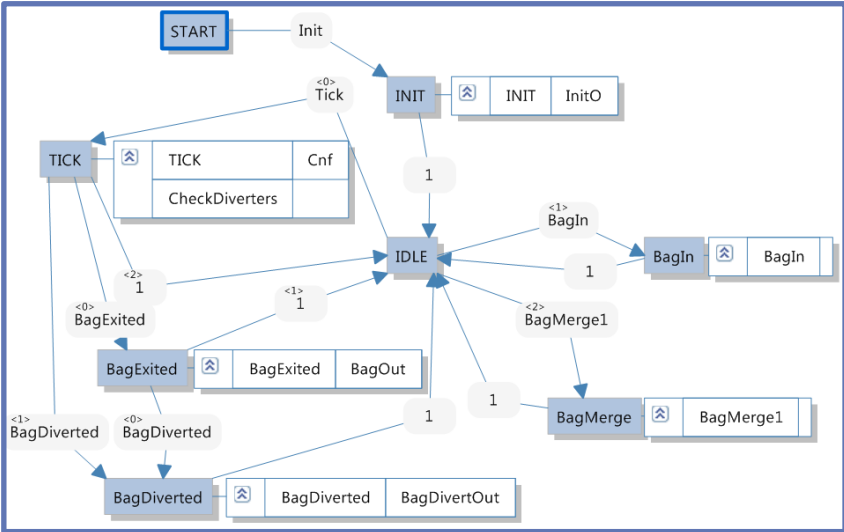 START
Init
<0>
Tick
INIT
INIT InitO
TICK
TICK Cnf
CheckDiverters
1
<1>
BagIn
IDLE
BagIn
BagIn
<2>
1
1
<0>
BagExited
<1>
1
<2>
BagMerge1
BagExited
BagExited BagOut
1
1
BagMerge
BagMerge1
<1>
BagDiverted
<0>
BagDiverted
BagDiverted
BagDiverted BagDivertOut